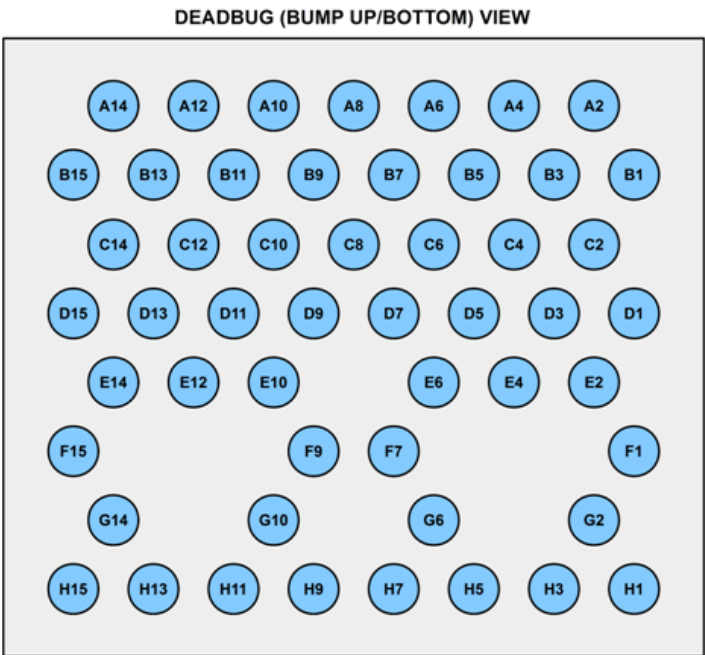 DEADBUG (BUMP UP/BOTTOM) VIEW
A14 A12 A10 A8 A6 A4 A2
B15 B13 B11 B9 B7 B5 B3 B1
C14 C12 C10 C8 C6 C4 C2
D15 D13 D11 D9 D7 D5 D3 D1
E14 E12 E10 E6 E4 E2
F15 F9 F7 F1
G14 G10 G6 G2
H15 H13 H11 H9 H7 H5 H3 H1